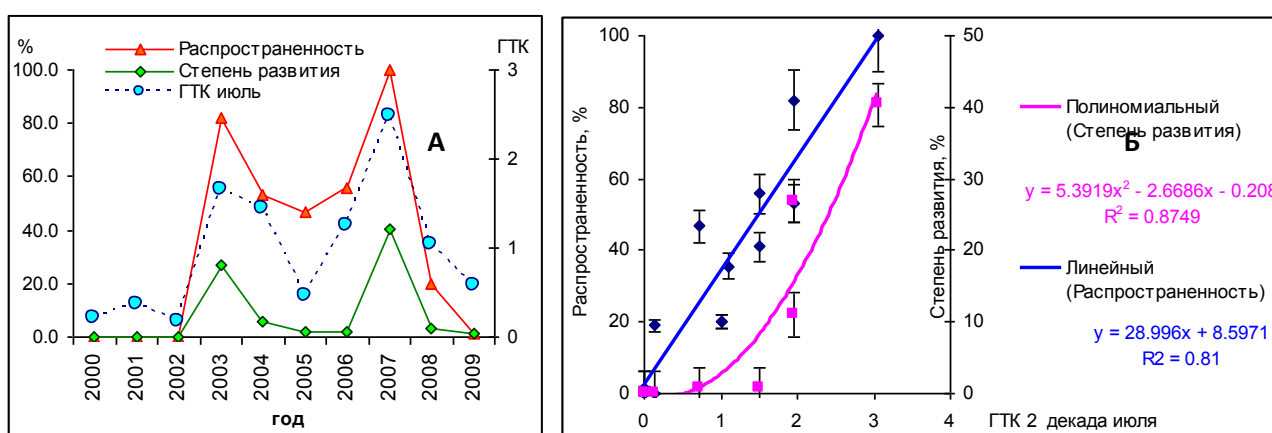 %
ГТК
Распространенность
Степень развития
ГТК июль
А
100.0
80.0
60.0
40.0
20.0
0.0
3
2
1
0
2000
2001
2002
2003
2004
2005
2006
2007
2008
2009
год
Распространенность, %
100
80
60
40
20
0
0
1
2
3
4
ГТК 2 декада июля
Степень развития, %
50
40
30
20
10
0
Полиномиальный
(Степень развития)
Б
y = 5.3919x² - 2.6686x - 0.208
R² = 0.8749
Линейный
(Распространенность)
y = 28.996x + 8.5971
R2 = 0.81